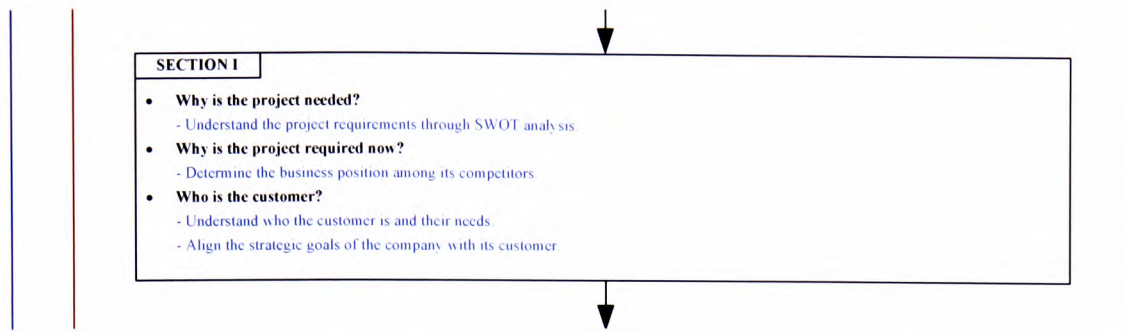 SECTION I
• Why is the project needed?
- Understand the project requirements through SWOT analysis.
• Why is the project required now?
- Determine the business position among its competitors
• Who is the customer?
- Understand who the customer is and their needs.
- Align the strategic goals of the company with its customer